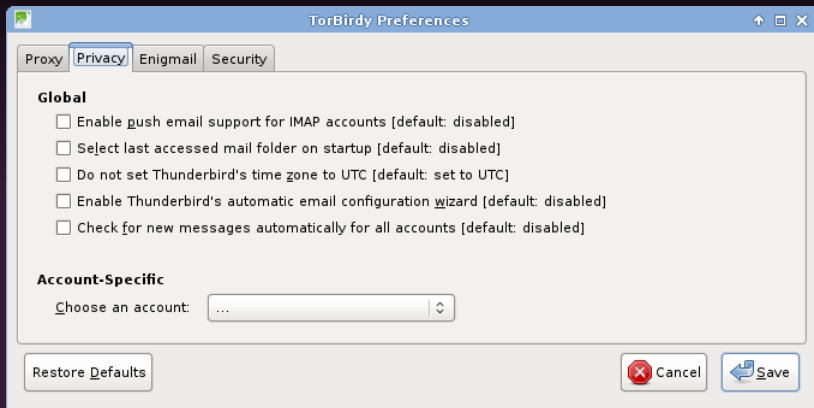 TorBirdy Preferences
Proxy Privacy Enigmail Security
Global
Enable push email support for IMAP accounts [default: disabled]
Select last accessed mail folder on startup [default: disabled]
Do not set Thunderbird's time zone to UTC [default: set to UTC]
Enable Thunderbird's automatic email configuration wizard [default: disabled]
Check for new messages automatically for all accounts [default: disabled]
Account-Specific
Choose an account: ...
Restore Defaults Cancel Save